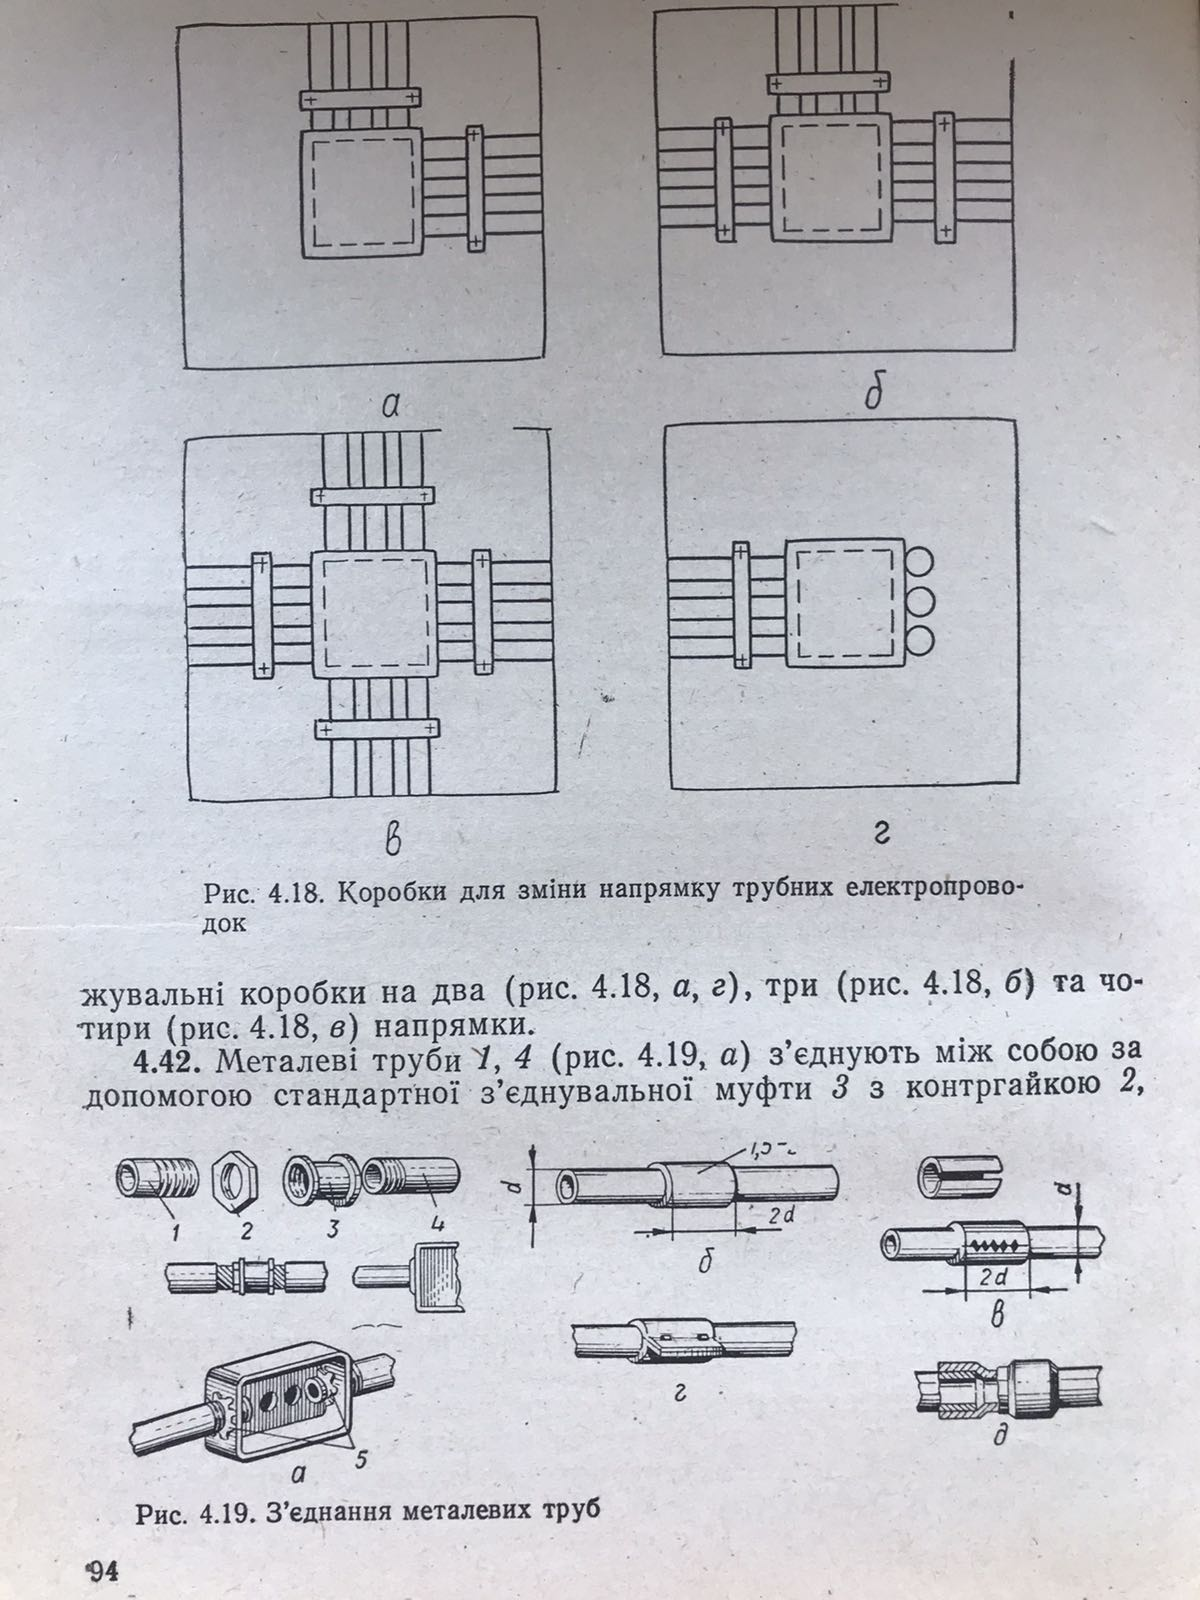 а
б
в
г
Рис. 4.18. Коробки для зміни напрямку трубних електропрово-
док
жувальні коробки на два (рис. 4.18, а, г), три (рис. 4.18, б) та чо-
тири (рис. 4.18, в) напрямки.
4.42. Металеві труби 1, 4 (рис. 4.19, а) з’єднують між собою за
допомогою стандартної з’єднувальної муфти 3 з контргайкою 2,
1
2
3
4
5
а
d
2d
б
d
2d
в
г
д
Рис. 4.19. З’єднання металевих труб
94